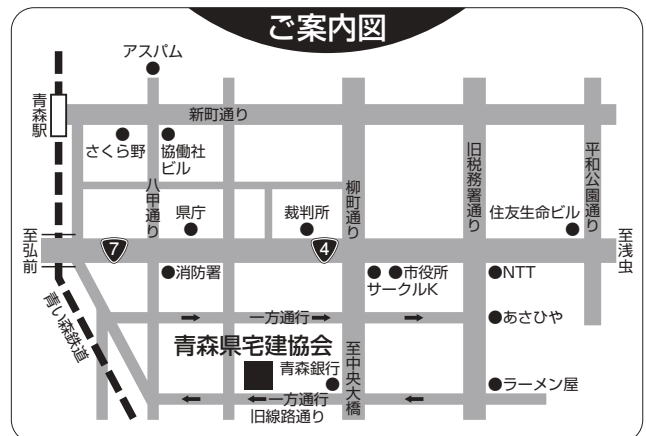 ご案内図
アスパム
青森駅
新町通り
さくら野
協働社
ビル
八甲通り
県庁
裁判所
柳町通り
旧税務署通り
平和公園通り
住友生命ビル
至弘前
7
4
至浅虫
消防署
市役所
サークルK
NTT
青い森鉄道
一方通行
あさひや
青森県宅建協会
青森銀行
至中央大橋
ラーメン屋
一方通行
旧線路通り